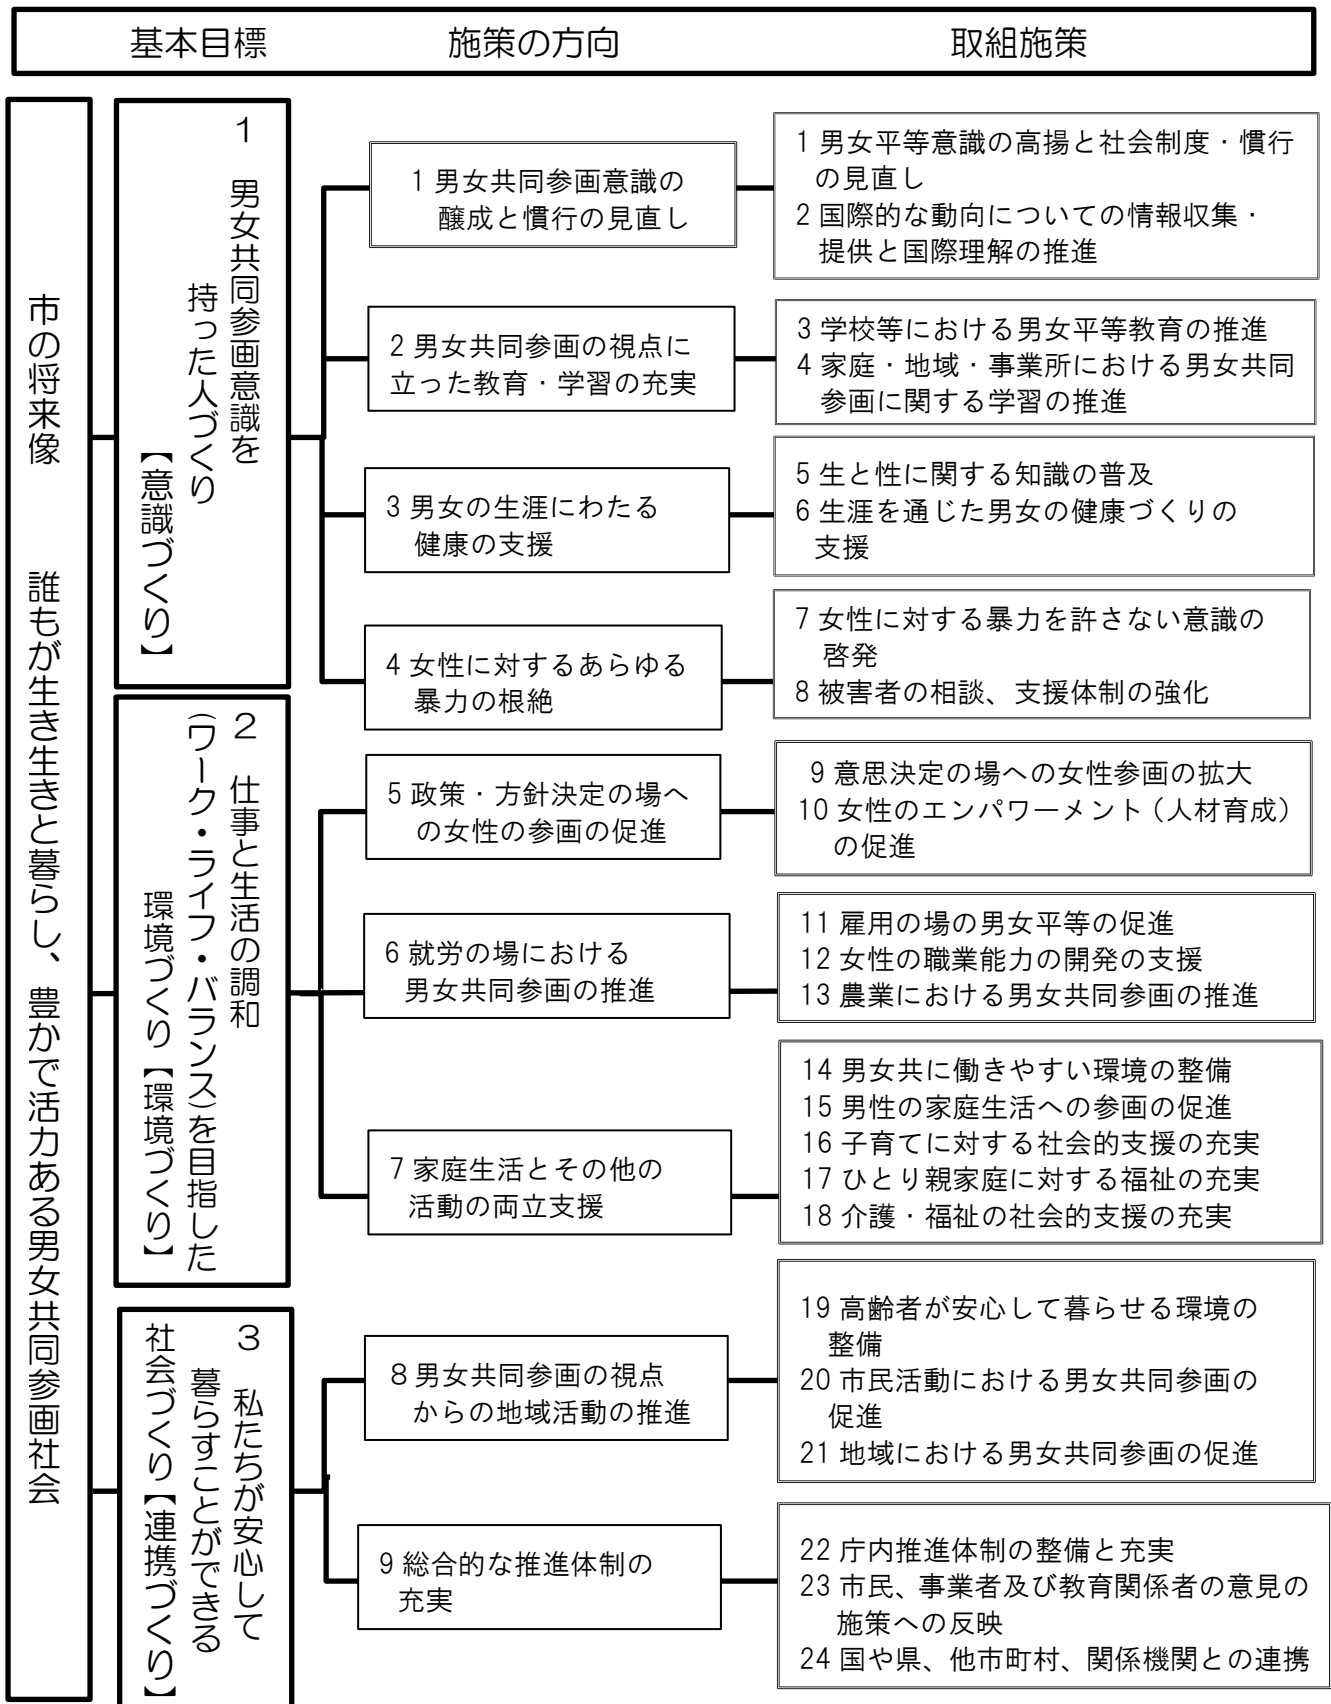 基本目標 施策の方向 取組施策
市の将来像 誰もが生き生きと暮らし、豊かで活力ある男女共同参画社会
1 男女共同参画意識を
持った人づくり
【意識づくり】
1 男女共同参画意識の
醸成と慣行の見直し
1 男女平等意識の高揚と社会制度・慣行
の見直し
2 国際的な動向についての情報収集・
提供と国際理解の推進
2 男女共同参画の視点に
立った教育・学習の充実
3 学校等における男女平等教育の推進
4 家庭・地域・事業所における男女共同
参画に関する学習の推進
3 男女の生涯にわたる
健康の支援
5 生と性に関する知識の普及
6 生涯を通じた男女の健康づくりの
支援
4 女性に対するあらゆる
暴力の根絶
7 女性に対する暴力を許さない意識の
啓発
8 被害者の相談、支援体制の強化
2 仕事と生活の調和
(ワーク・ライフ・バランス)を目指した
環境づくり【環境づくり】
5 政策・方針決定の場へ
の女性の参画の促進
9 意思決定の場への女性参画の拡大
10 女性のエンパワーメント(人材育成)
の促進
6 就労の場における
男女共同参画の推進
11 雇用の場の男女平等の促進
12 女性の職業能力の開発の支援
13 農業における男女共同参画の推進
7 家庭生活とその他の
活動の両立支援
14 男女共に働きやすい環境の整備
15 男性の家庭生活への参画の促進
16 子育てに対する社会的支援の充実
17 ひとり親家庭に対する福祉の充実
18 介護・福祉の社会的支援の充実
3 私たちが安心して
暮らすことができる
社会づくり【連携づくり】
8 男女共同参画の視点
からの地域活動の推進
19 高齢者が安心して暮らせる環境の
整備
20 市民活動における男女共同参画の
促進
21 地域における男女共同参画の促進
9 総合的な推進体制の
充実
22 庁内推進体制の整備と充実
23 市民、事業者及び教育関係者の意見の
施策への反映
24 国や県、他市町村、関係機関との連携